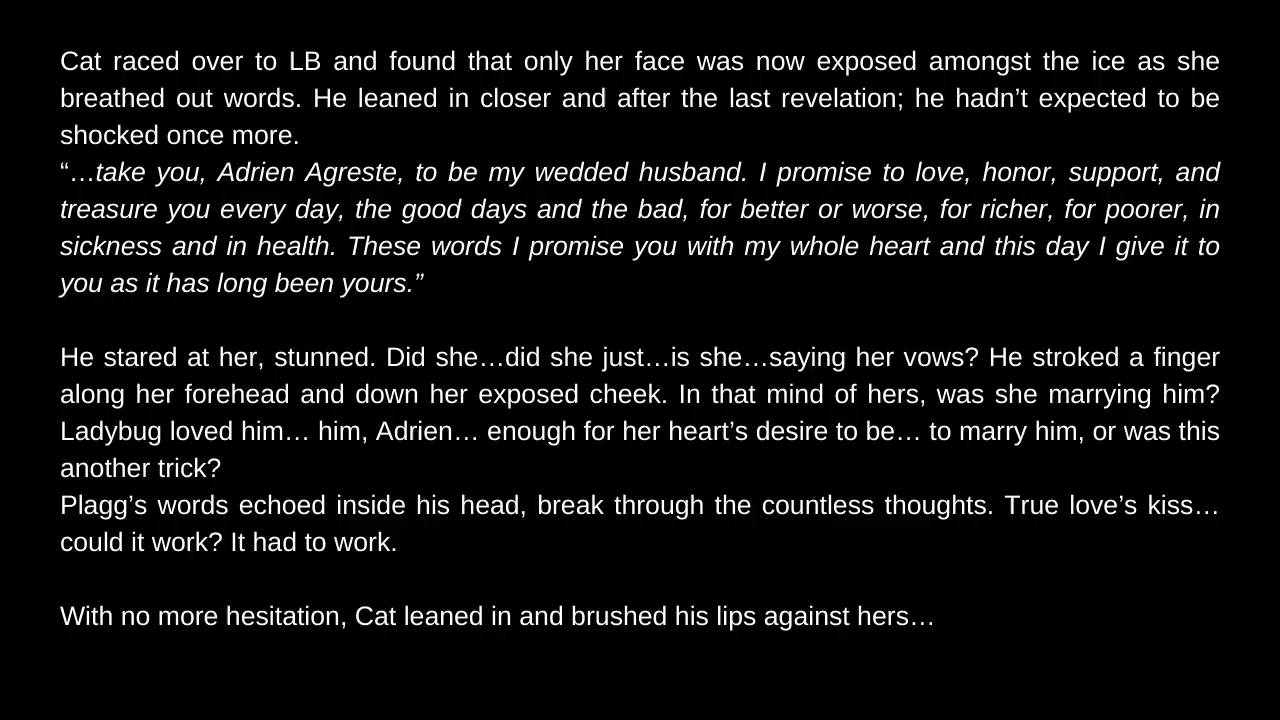 Cat raced over to LB and found that only her face was now exposed amongst the ice as she
breathed out words. He leaned in closer and after the last revelation; he hadn’t expected to be
shocked once more.
“…take you, Adrien Agreste, to be my wedded husband. I promise to love, honor, support, and
treasure you every day, the good days and the bad, for better or worse, for richer, for poorer, in
sickness and in health. These words I promise you with my whole heart and this day I give it to
you as it has long been yours.”
He stared at her, stunned. Did she…did she just…is she…saying her vows? He stroked a finger
along her forehead and down her exposed cheek. In that mind of hers, was she marrying him?
Ladybug loved him… him, Adrien… enough for her heart’s desire to be… to marry him, or was this
another trick?
Plagg’s words echoed inside his head, break through the countless thoughts. True love’s kiss…
could it work? It had to work.
With no more hesitation, Cat leaned in and brushed his lips against hers…